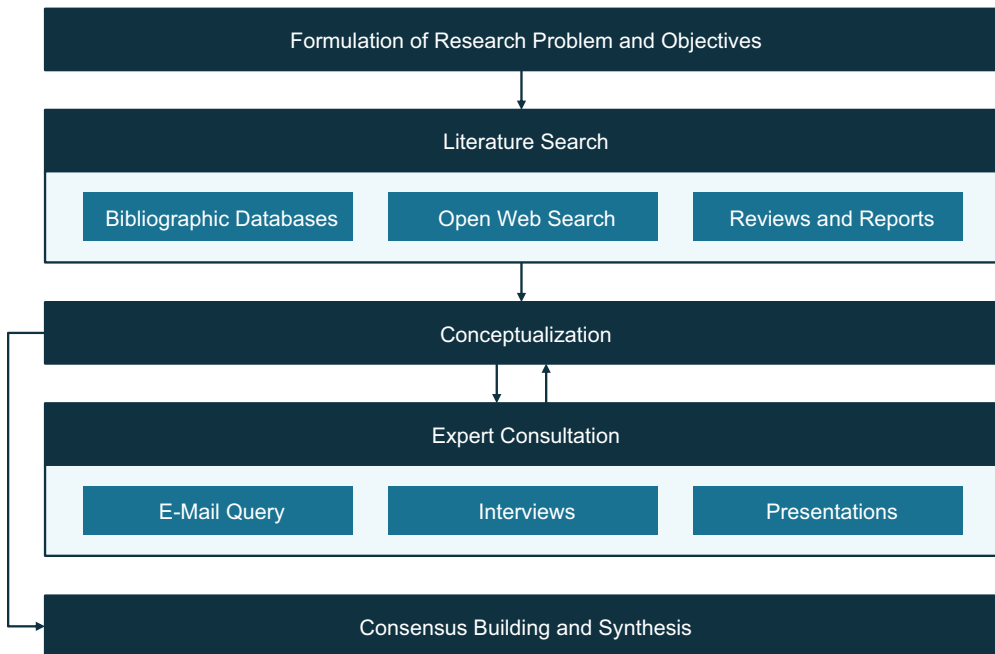 Formulation of Research Problem and Objectives
Literature Search
Bibliographic Databases
Open Web Search
Reviews and Reports
Conceptualization
Expert Consultation
E-Mail Query
Interviews
Presentations
Consensus Building and Synthesis